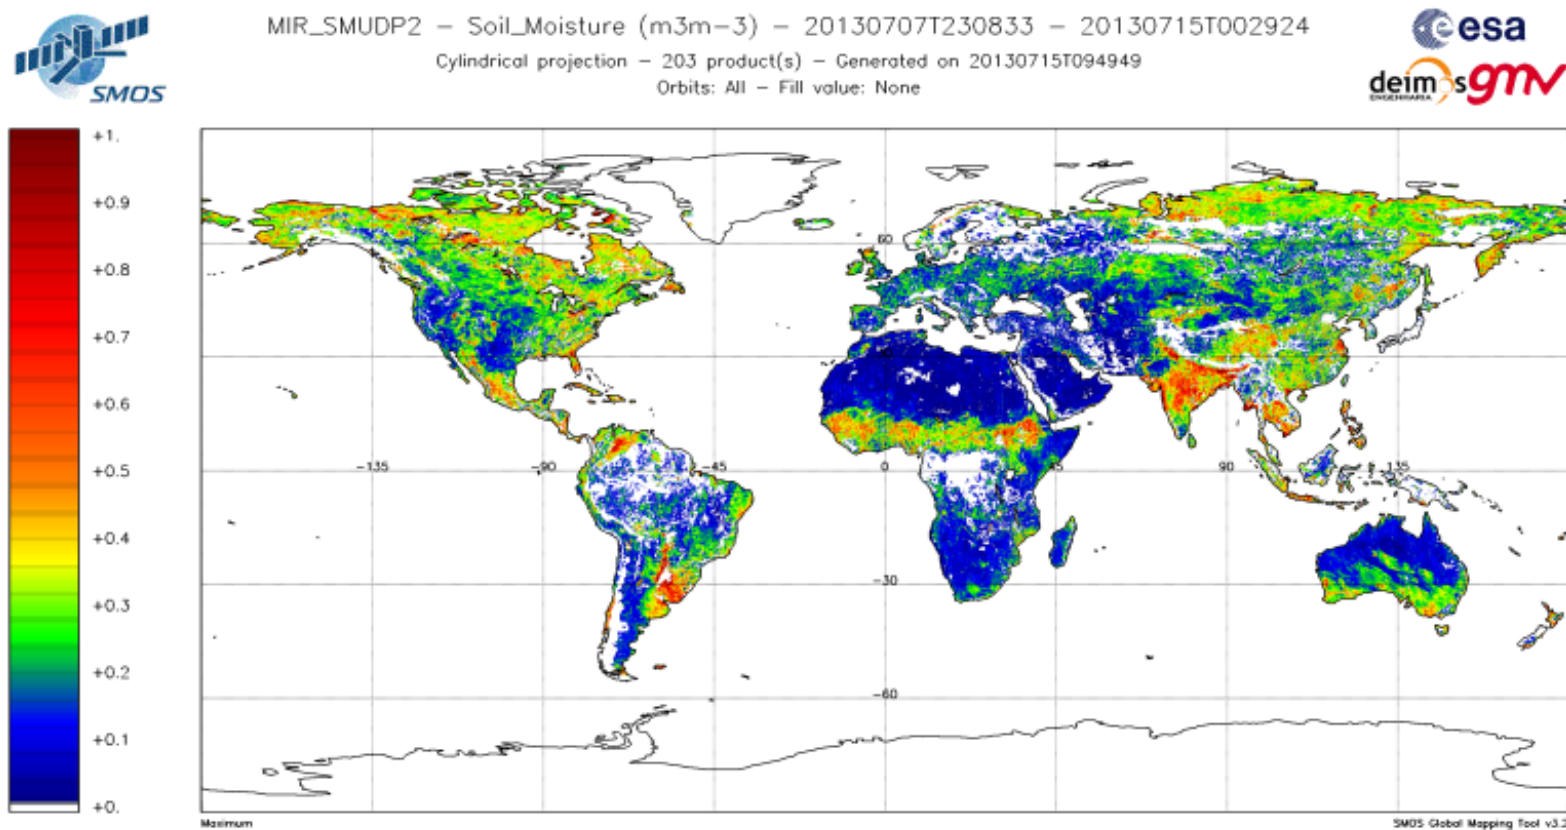 MIR_SMUDP2 - Soil_Moisture (m3m-3) - 20130707T230833 - 20130715T002924
Cylindrical projection - 203 product(s) - Generated on 20130715T094949
Orbits: All - Fill value: None
SMOS
esa
deimos
ENGENHARIA
gmv
+1.
+0.9
+0.8
+0.7
+0.6
+0.5
+0.4
+0.3
+0.2
+0.1
+0.
60
-135
-90
-45
0
45
90
135
-30
-60
Maximum
SMOS Global Mapping Tool